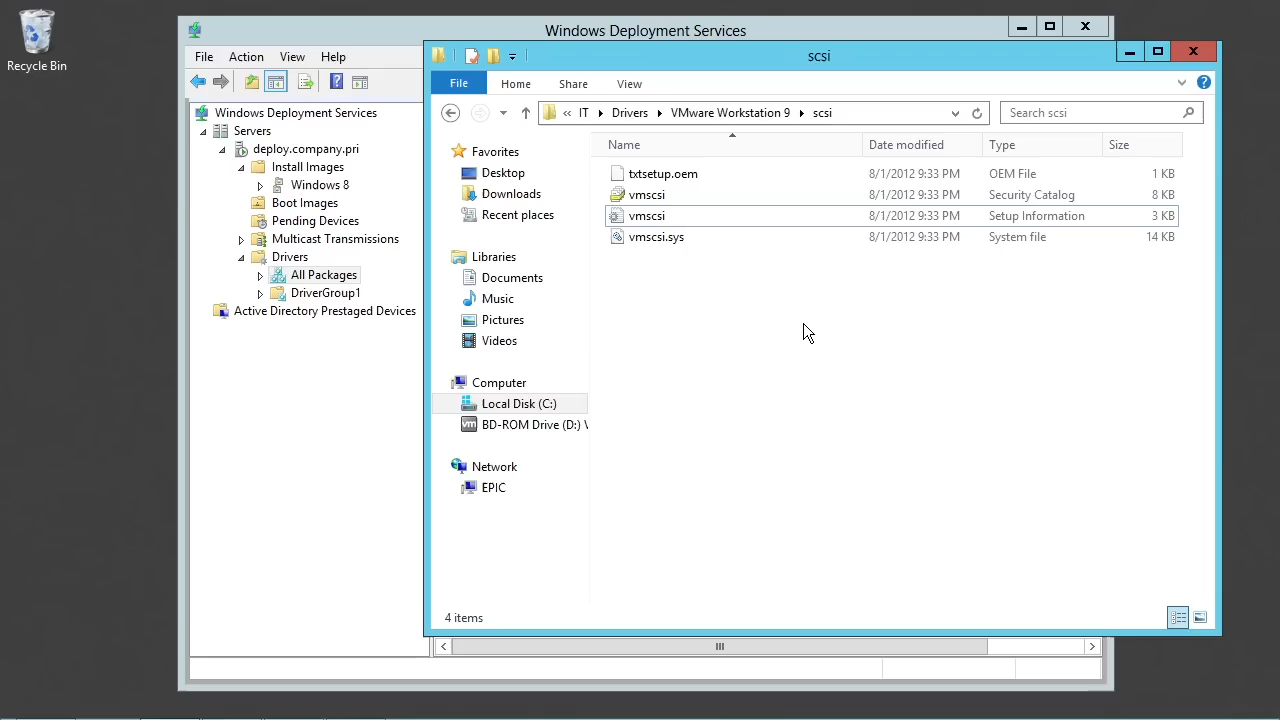 Recycle Bin
Windows Deployment Services
File Action View Help
Windows Deployment Services
Servers
deploy.company.pri
Install Images
Windows 8
Boot Images
Pending Devices
Multicast Transmissions
Drivers
All Packages
DriverGroup1
Active Directory Prestaged Devices
scsi
File Home Share View
« IT Drivers VMware Workstation 9 scsi
Search scsi
Favorites
Desktop
Downloads
Recent places
Libraries
Documents
Music
Pictures
Videos
Computer
Local Disk (C:)
BD-ROM Drive (D:)
Network
EPIC
Name Date modified Type Size
txtsetup.oem 8/1/2012 9:33 PM OEM File 1 KB
vmscsi 8/1/2012 9:33 PM Security Catalog 8 KB
vmscsi 8/1/2012 9:33 PM Setup Information 3 KB
vmscsi.sys 8/1/2012 9:33 PM System file 14 KB
4 items